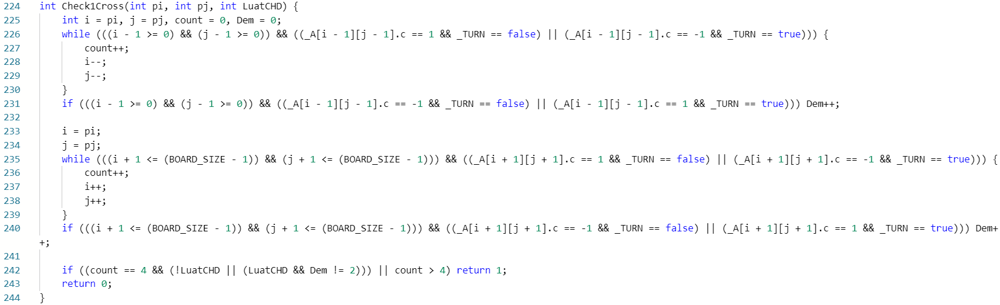 224 int Check1Cross(int pi, int pj, int LuatCHD) {
225 int i = pi, j = pj, count = 0, Dem = 0;
226 while (((i - 1 >= 0) && (j - 1 >= 0)) && ((_A[i - 1][j - 1].c == 1 && _TURN == false) || (_A[i - 1][j - 1].c == -1 && _TURN == true))) {
227 count++;
228 i--;
229 j--;
230 }
231 if (((i - 1 >= 0) && (j - 1 >= 0)) && ((_A[i - 1][j - 1].c == -1 && _TURN == false) || (_A[i - 1][j - 1].c == 1 && _TURN == true))) Dem++;
232
233 i = pi;
234 j = pj;
235 while (((i + 1 <= (BOARD_SIZE - 1)) && (j + 1 <= (BOARD_SIZE - 1))) && ((_A[i + 1][j + 1].c == 1 && _TURN == false) || (_A[i + 1][j + 1].c == -1 && _TURN == true))) {
236 count++;
237 i++;
238 j++;
239 }
240 if (((i + 1 <= (BOARD_SIZE - 1)) && (j + 1 <= (BOARD_SIZE - 1))) && ((_A[i + 1][j + 1].c == -1 && _TURN == false) || (_A[i + 1][j + 1].c == 1 && _TURN == true))) Dem+
+;
241
242 if ((count == 4 && (!LuatCHD || (LuatCHD && Dem != 2))) || count > 4) return 1;
243 return 0;
244 }